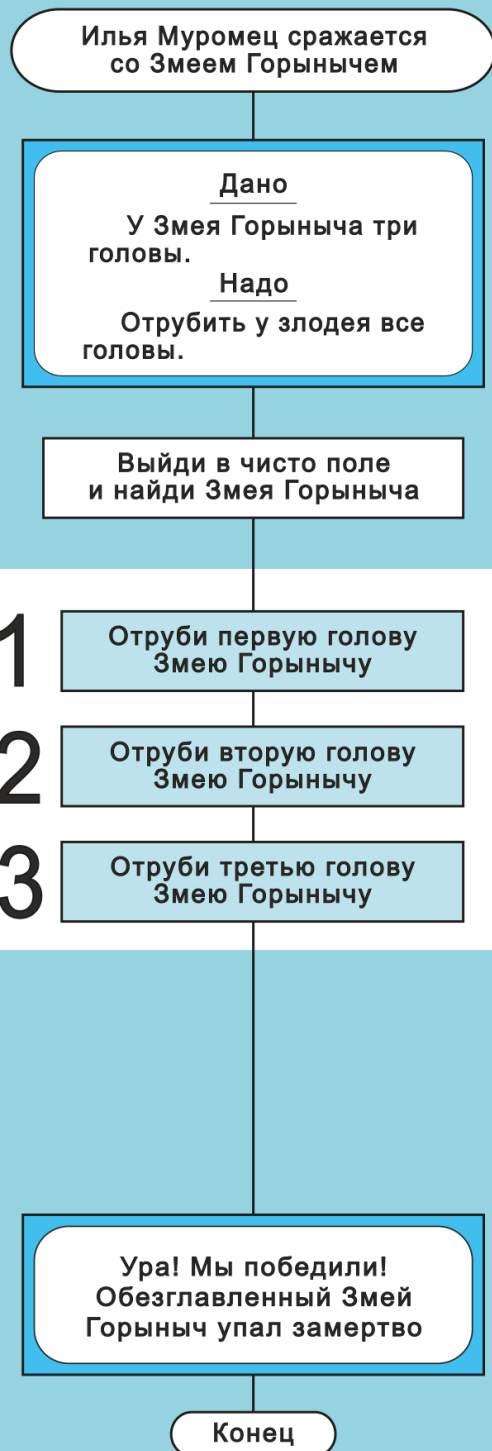 Илья Муромец сражается
со Змеем Горынычем
Дано
У Змея Горыныча три
головы.
Надо
Отрубить у злодея все
головы.
Выйди в чисто поле
и найди Змея Горыныча
1
Отруби первую голову
Змею Горынычу
2
Отруби вторую голову
Змею Горынычу
3
Отруби третью голову
Змею Горынычу
Ура! Мы победили!
Обезглавленный Змей
Горыныч упал замертво
Конец